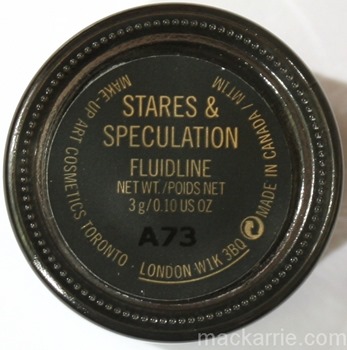 STARES &
SPECULATION
FLUIDLINE
NET WT./POIDS NET
3 g/0.10 US OZ
A73
MAKE-UP ART COSMETICS TORONTO · LONDON W1K 3BQ
MADE IN CANADA / MTIM
mackarrie.com